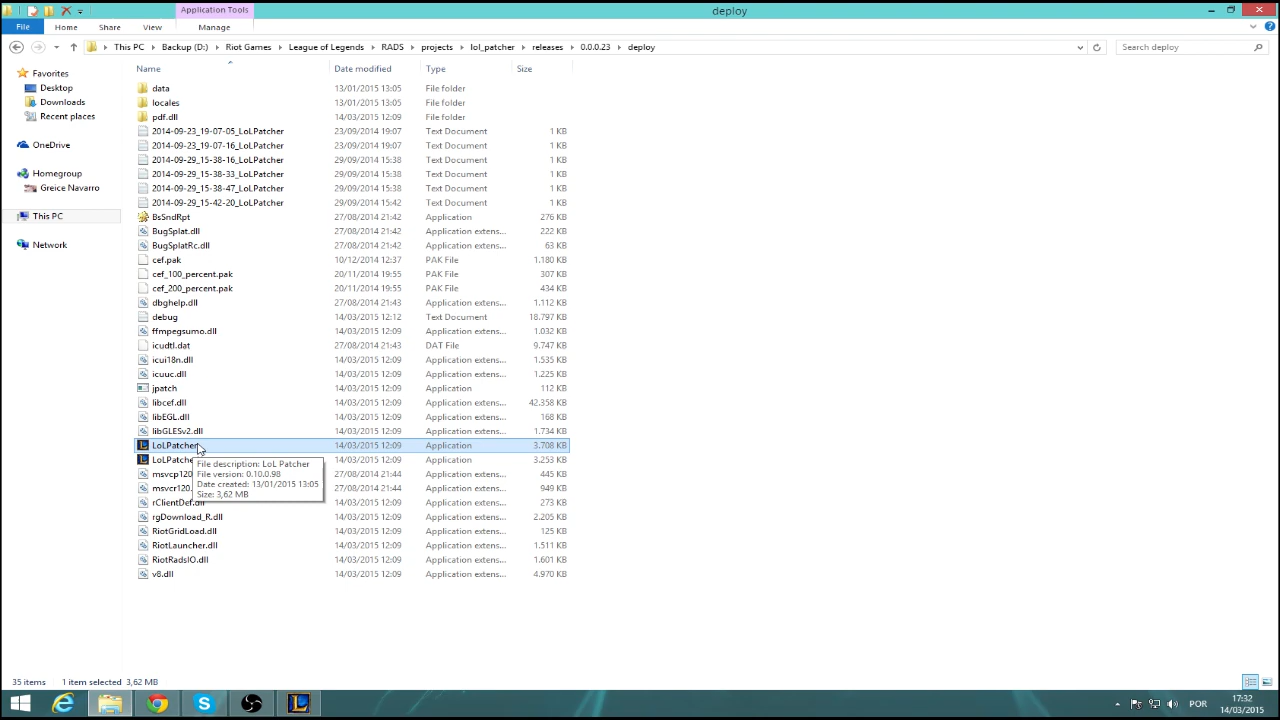 Application Tools
deploy
File
Home
Share
View
Manage
This PC
Backup (D:)
Riot Games
League of Legends
RADS
projects
lol_patcher
releases
0.0.0.23
deploy
Search deploy
Favorites
Desktop
Downloads
Recent places
OneDrive
Homegroup
Greice Navarro
This PC
Network
Name Date modified Type Size
data 13/01/2015 13:05 File folder
locales 13/01/2015 13:05 File folder
pdf.dll 14/03/2015 12:09 File folder
2014-09-23_19-07-05_LoLPatcher 23/09/2014 19:07 Text Document 1 KB
2014-09-23_19-07-16_LoLPatcher 23/09/2014 19:07 Text Document 1 KB
2014-09-29_15-38-16_LoLPatcher 29/09/2014 15:38 Text Document 1 KB
2014-09-29_15-38-33_LoLPatcher 29/09/2014 15:38 Text Document 1 KB
2014-09-29_15-38-47_LoLPatcher 29/09/2014 15:38 Text Document 1 KB
2014-09-29_15-42-20_LoLPatcher 29/09/2014 15:42 Text Document 1 KB
BsSndRpt 27/08/2014 21:42 Application 276 KB
BugSplat.dll 27/08/2014 21:42 Application extens... 222 KB
BugSplatRc.dll 27/08/2014 21:42 Application extens... 63 KB
cef.pak 10/12/2014 12:37 PAK File 1.180 KB
cef_100_percent.pak 20/11/2014 19:55 PAK File 307 KB
cef_200_percent.pak 20/11/2014 19:55 PAK File 434 KB
dbghelp.dll 27/08/2014 21:43 Application extens... 1.112 KB
debug 14/03/2015 12:12 Text Document 18.797 KB
ffmpegsumo.dll 14/03/2015 12:09 Application extens... 1.032 KB
icudtl.dat 27/08/2014 21:43 DAT File 9.747 KB
icui18n.dll 14/03/2015 12:09 Application extens... 1.535 KB
icuuc.dll 14/03/2015 12:09 Application extens... 1.225 KB
jpatch 14/03/2015 12:09 Application 112 KB
libcef.dll 14/03/2015 12:09 Application extens... 42.358 KB
libEGL.dll 14/03/2015 12:09 Application extens... 168 KB
libGLESv2.dll 14/03/2015 12:09 Application extens... 1.734 KB
LoLPatcher 14/03/2015 12:09 Application 3.708 KB
LoLPatche 14/03/2015 12:09 Application 3.253 KB
msvcp120 27/08/2014 21:44 Application extens... 445 KB
msvcr120. 27/08/2014 21:44 Application extens... 949 KB
rClientDef.dll 14/03/2015 12:09 Application extens... 273 KB
rgDownload_R.dll 14/03/2015 12:09 Application extens... 2.205 KB
RiotGridLoad.dll 14/03/2015 12:09 Application extens... 125 KB
RiotLauncher.dll 14/03/2015 12:09 Application extens... 1.511 KB
RiotRadsIO.dll 14/03/2015 12:09 Application extens... 1.601 KB
v8.dll 14/03/2015 12:09 Application extens... 4.970 KB
File description: LoL Patcher
File version: 0.10.0.98
Date created: 13/01/2015 13:05
Size: 3,62 MB
35 items 1 item selected 3,62 MB
POR
17:32
14/03/2015